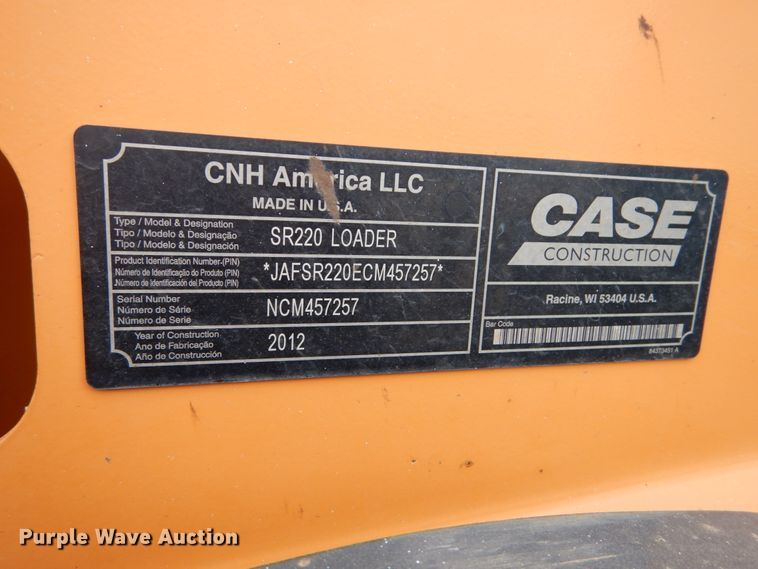 CNH America LLC
MADE IN U.S.A.
Type / Model & Designation
Tipo / Modelo & Designação
Tipo / Modelo & Designación
SR220 LOADER
Product Identification Number-(PIN)
Número de Identificação do Produto (PIN)
Número de Identificación del Producto (PIN)
*JAFSR220ECM457257*
Serial Number
Número de Série
Número de Serie
NCM457257
Year of Construction
Ano de Fabricação
Año de Construcción
2012
CASE
CONSTRUCTION
Racine, WI 53404 U.S.A.
Bar Code
84373451 A
Purple Wave Auction